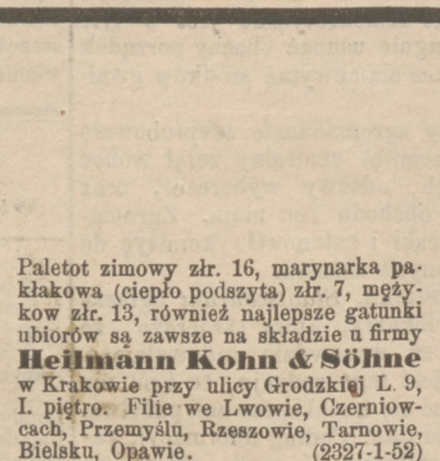 Paletot zimowy złr. 16, marynarka pa-
kłakowa (ciepło podszyta) złr. 7, męży-
kow złr. 13, również najlepsze gatunki
ubiorów są zawsze na składzie u firmy
Heilmann Kohn & Söhne
w Krakowie przy ulicy Grodzkiej L. 9,
I. piętro. Filie we Lwowie, Czerniow-
cach, Przemyślu, Rzeszowie, Tarnowie,
Bielsku, Opawie. (2327-1-52)